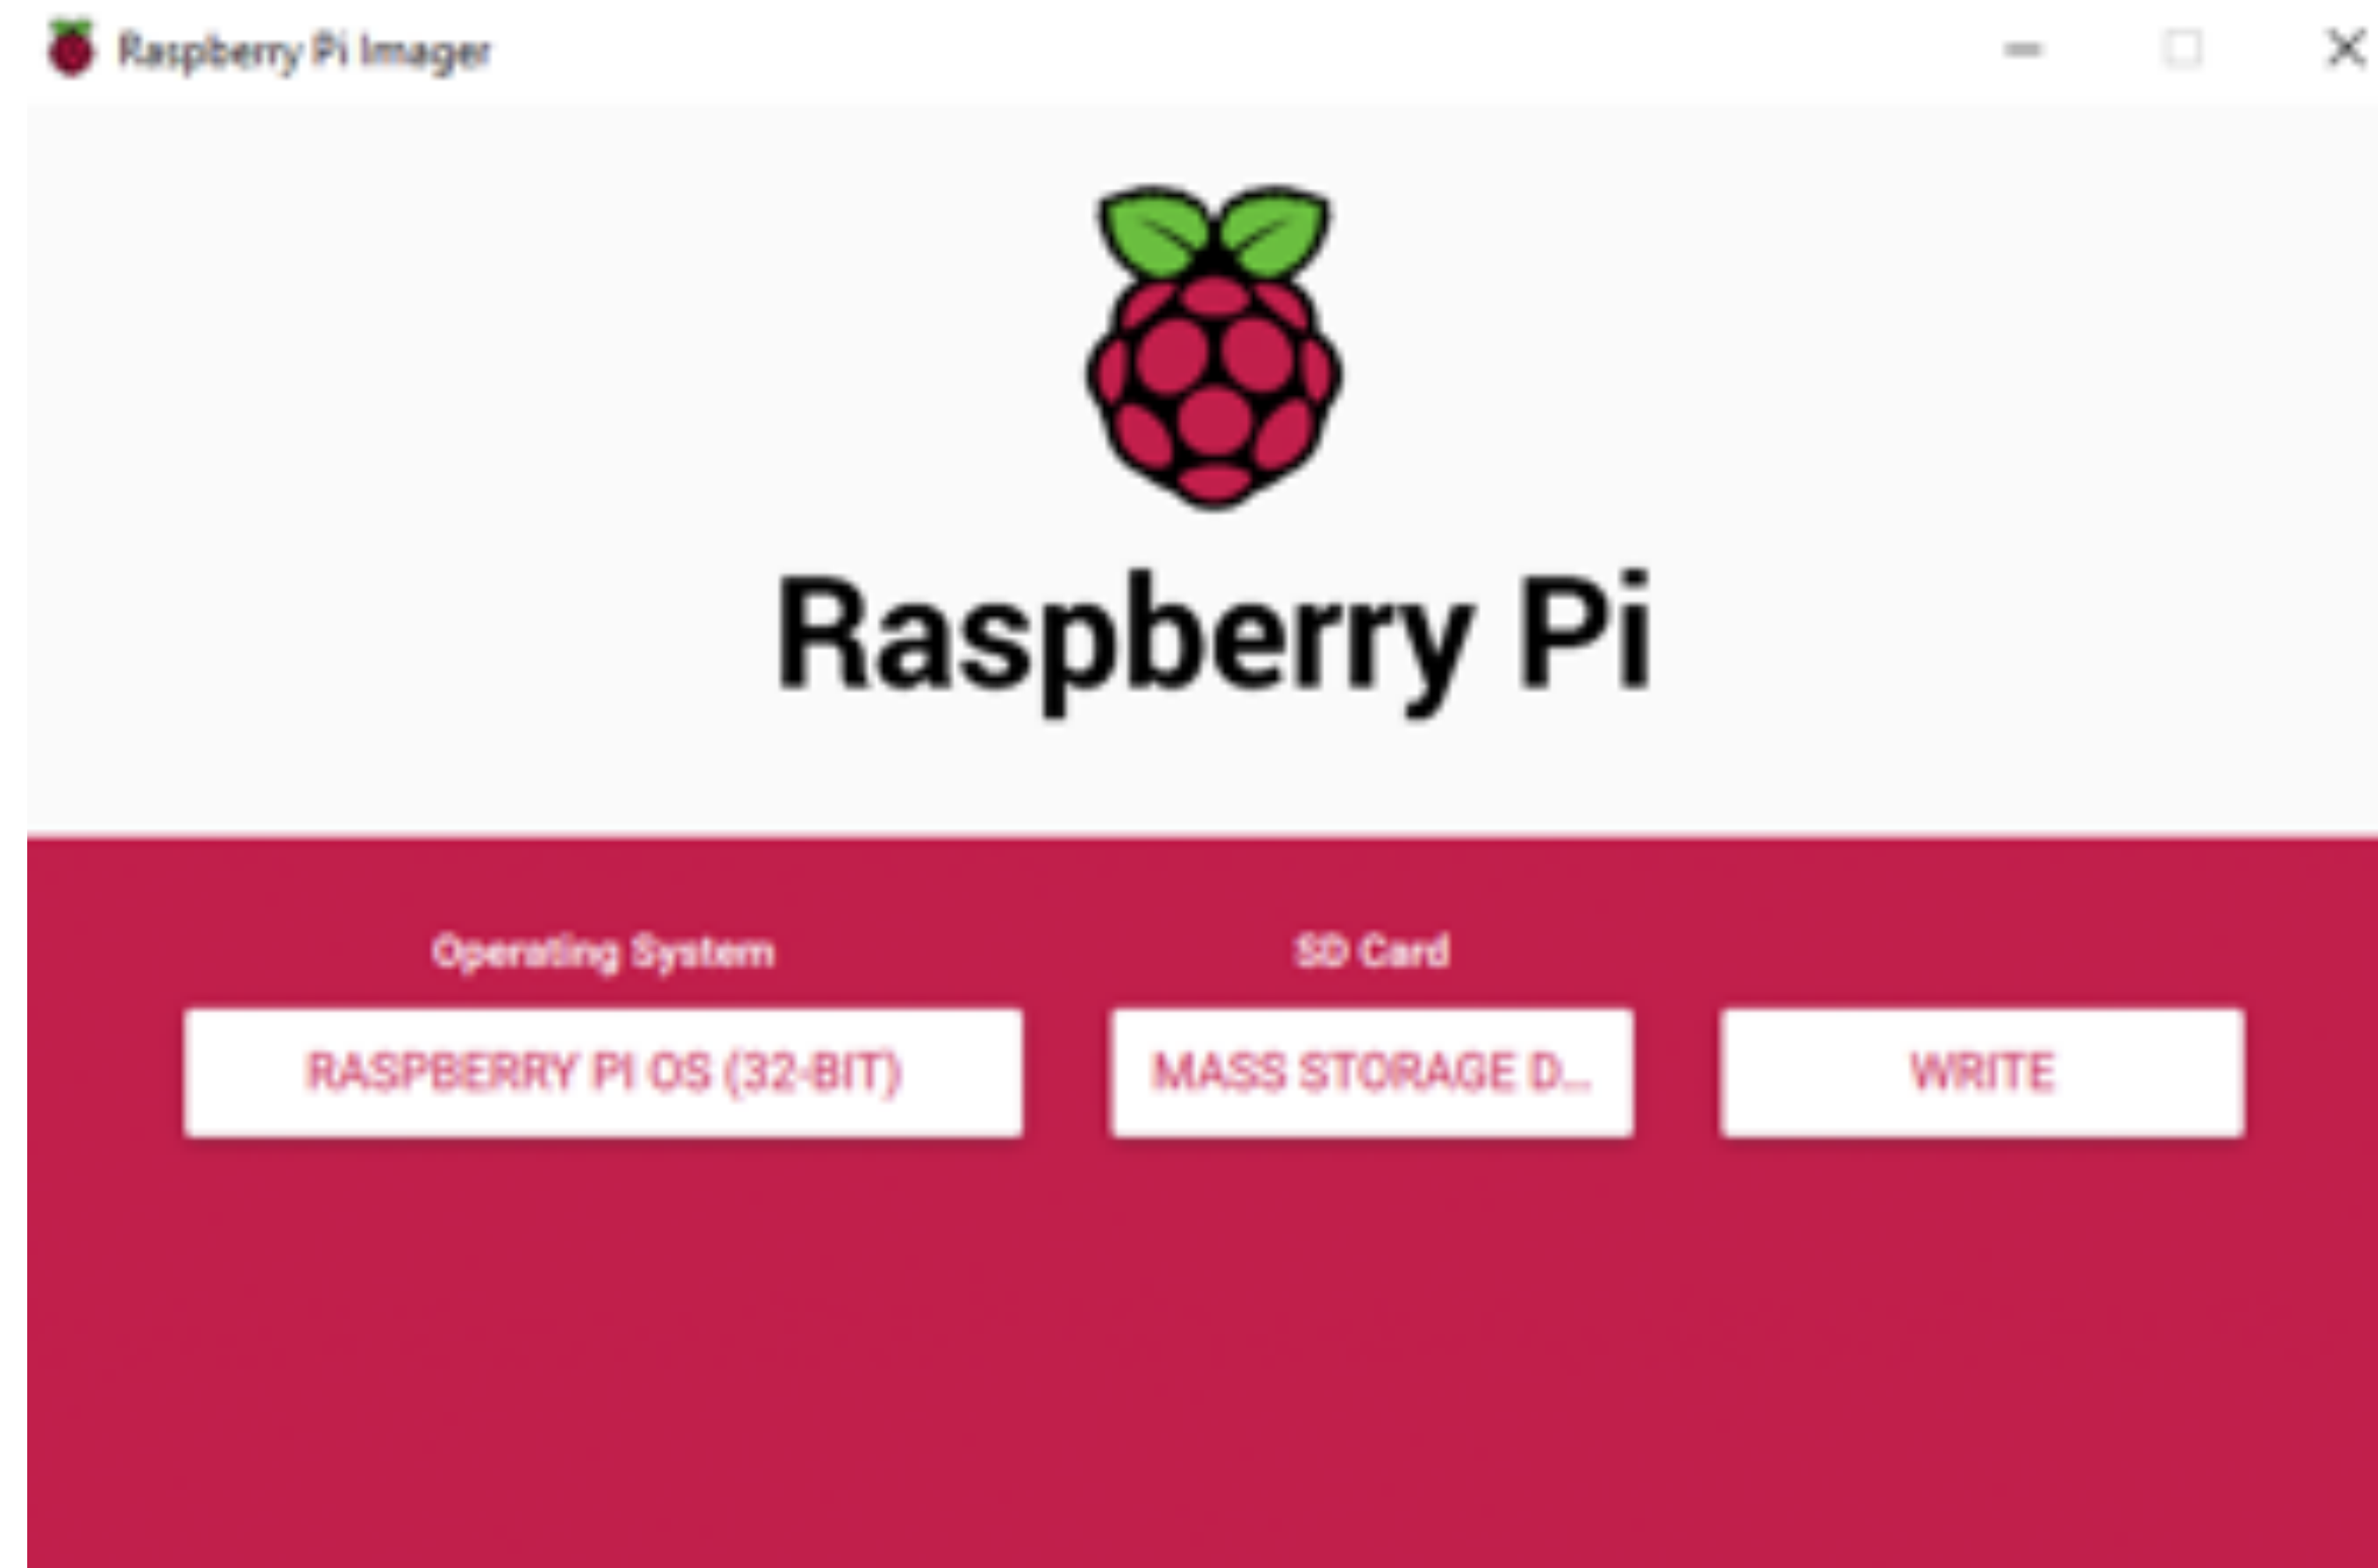 Raspberry Pi Imager
Raspberry Pi
Operating System
SD Card
RASPBERRY PI OS (32-BIT)
MASS STORAGE D...
WRITE